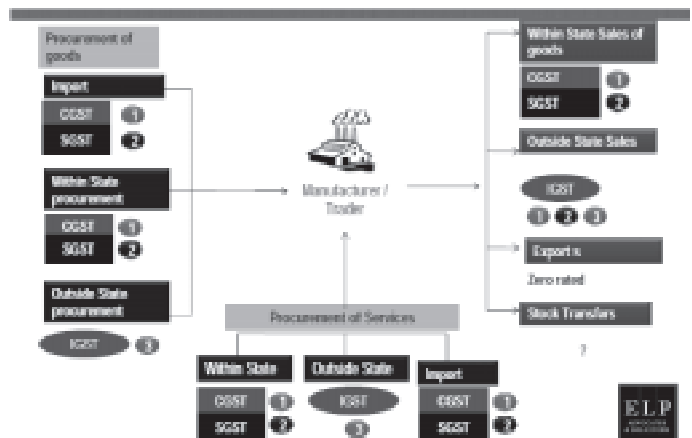 Procurement of
goods
Import
CGST 1
SGST 2
Within State
procurement
CGST 1
SGST 2
Outside State
procurement
IGST 3
Manufacturer /
Trader
Procurement of Services
Within State
CGST 1
SGST 2
Outside State
IGST
3
Import
CGST 1
SGST 2
Within State Sales of
goods
CGST 1
SGST 2
Outside State Sales
IGST
1 2 3
Exports
Zero rated
Stock Transfers
?
ELP